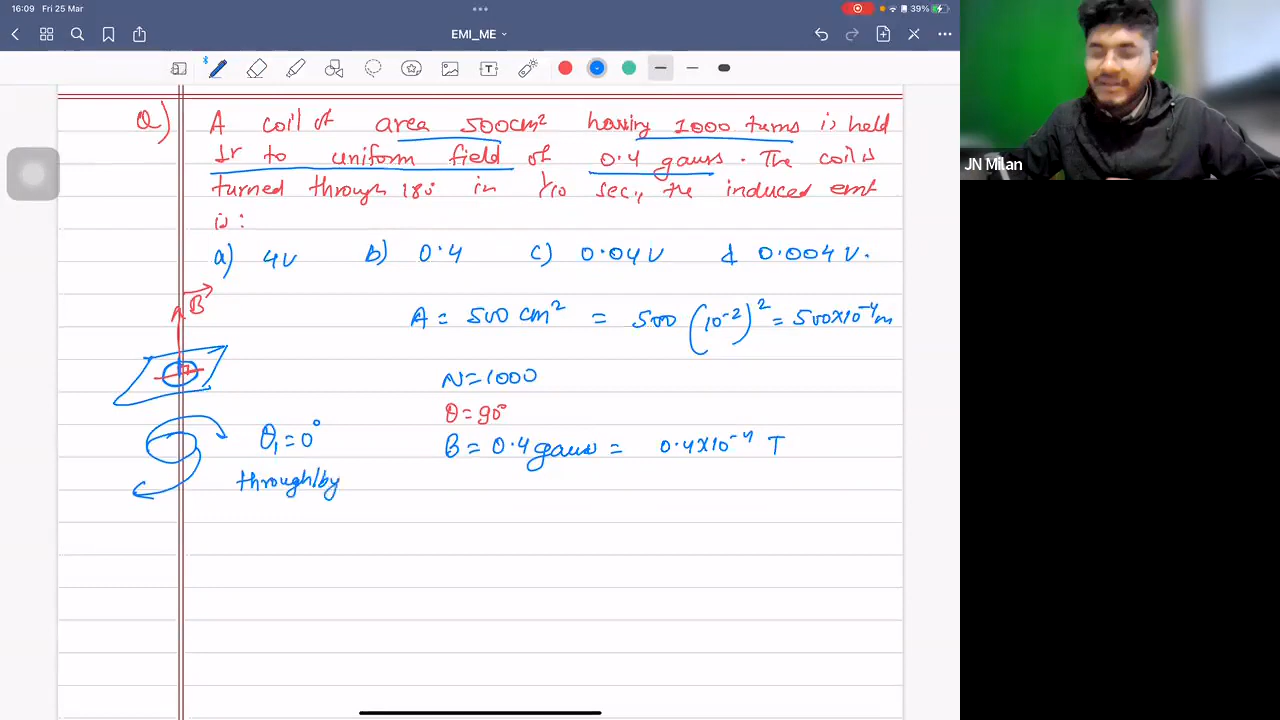 16:09 Fri 25 Mar
39%
EMI_ME
JN Milan
Q) A coil of area 500cm² having 1000 turns is held
⊥r to uniform field of 0.4 gauss. The coil is
turned through 180 in 1/10 sec, the induced emf
is:
a) 4V b) 0.4 c) 0.04V d 0.004V.
B
A = 500 cm² = 500 (10⁻²)² = 500×10⁻⁴m
N=1000
θ=90°
θ₁=0°
B = 0.4 gauss = 0.4×10⁻⁴ T
through/by